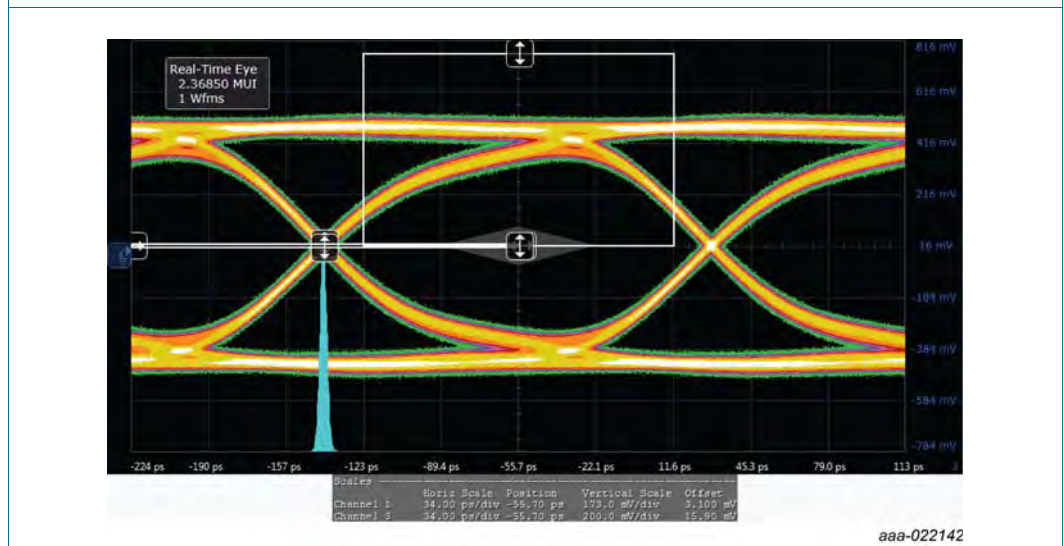 816 mV
Real-Time Eye
2.36850 MUI
1 Wfms
616 mV
416 mV
216 mV
16 mV
-184 mV
-384 mV
-584 mV
-784 mV
-224 ps -190 ps -157 ps -123 ps -89.4 ps -55.7 ps -22.1 ps 11.6 ps 45.3 ps 79.0 ps 113 ps
Scales
Horiz Scale Position Vertical Scale Offset
Channel 1 34.00 ps/div -55.70 ps 173.0 mV/div 3.100 mV
Channel 3 34.00 ps/div -55.70 ps 200.0 mV/div 15.90 mV
aaa-022142